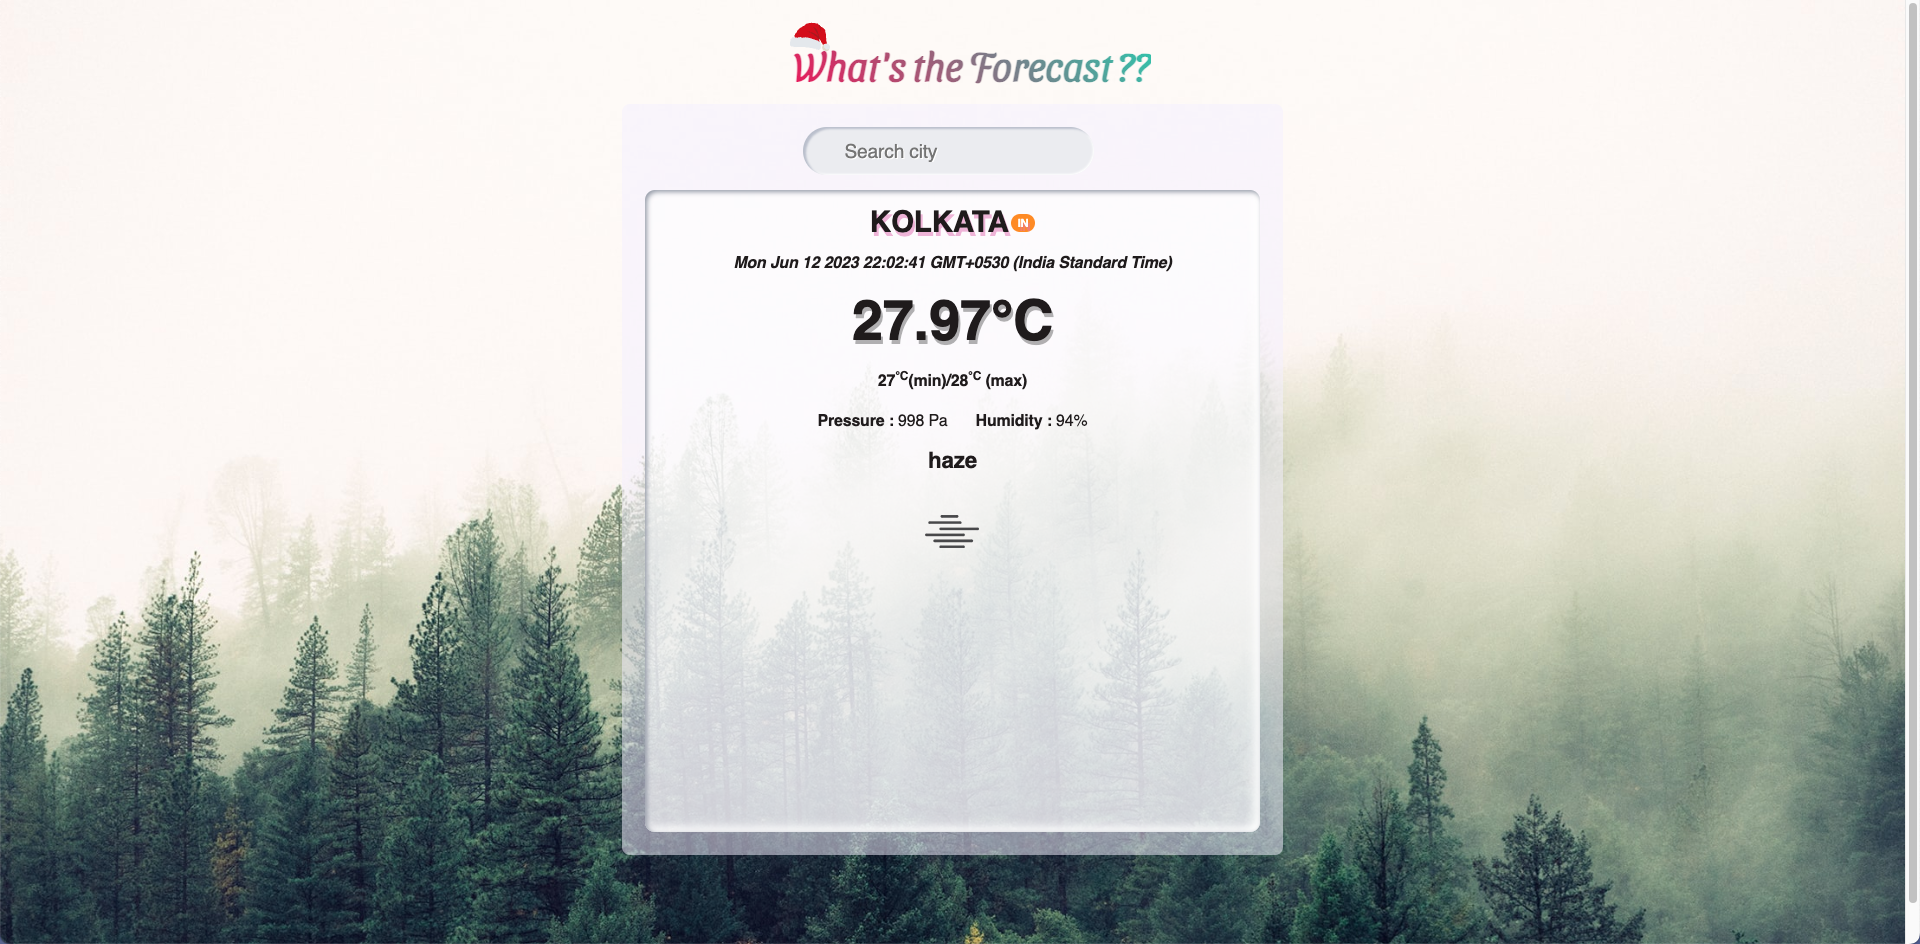 What's the Forecast ??
Search city
KOLKATA IN
Mon Jun 12 2023 22:02:41 GMT+0530 (India Standard Time)
27.97°C
27°C(min)/28°C (max)
Pressure : 998 Pa Humidity : 94%
haze